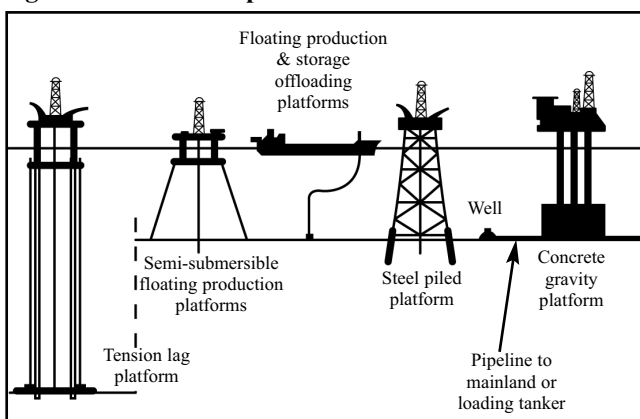 Floating production
& storage
offloading
platforms
Well
Semi-submersible
floating production
platforms
Steel piled
platform
Concrete
gravity
platform
Tension lag
platform
Pipeline to
mainland or
loading tanker